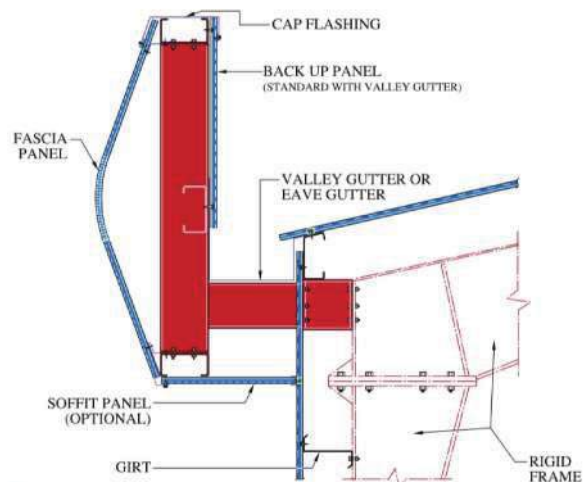 CAP FLASHING
BACK UP PANEL
(STANDARD WITH VALLEY GUTTER)
FASCIA
PANEL
VALLEY GUTTER OR
EAVE GUTTER
SOFFIT PANEL
(OPTIONAL)
GIRT
RIGID
FRAME